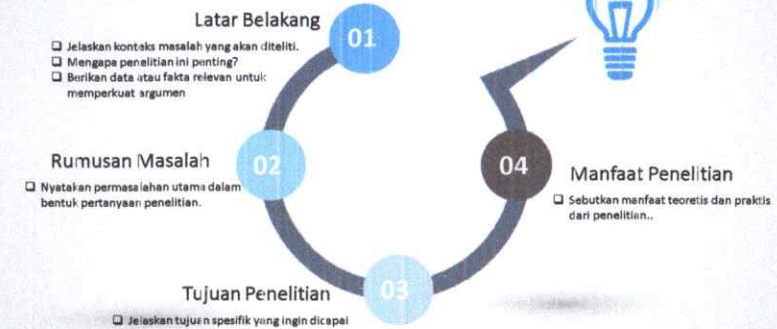 Latar Belakang
01
❑ Jelaskan konteks masalah yang akan diteliti.
❑ Mengapa penelitian ini penting?
❑ Berikan data atau fakta relevan untuk
memperkuat argumen
Rumusan Masalah
02
❑ Nyatakan permasalahan utama dalam
bentuk pertanyaan penelitian.
Tujuan Penelitian
03
❑ Jelaskan tujuan spesifik yang ingin dicapai
04
Manfaat Penelitian
❑ Sebutkan manfaat teoretis dan praktis
dari penelitian..